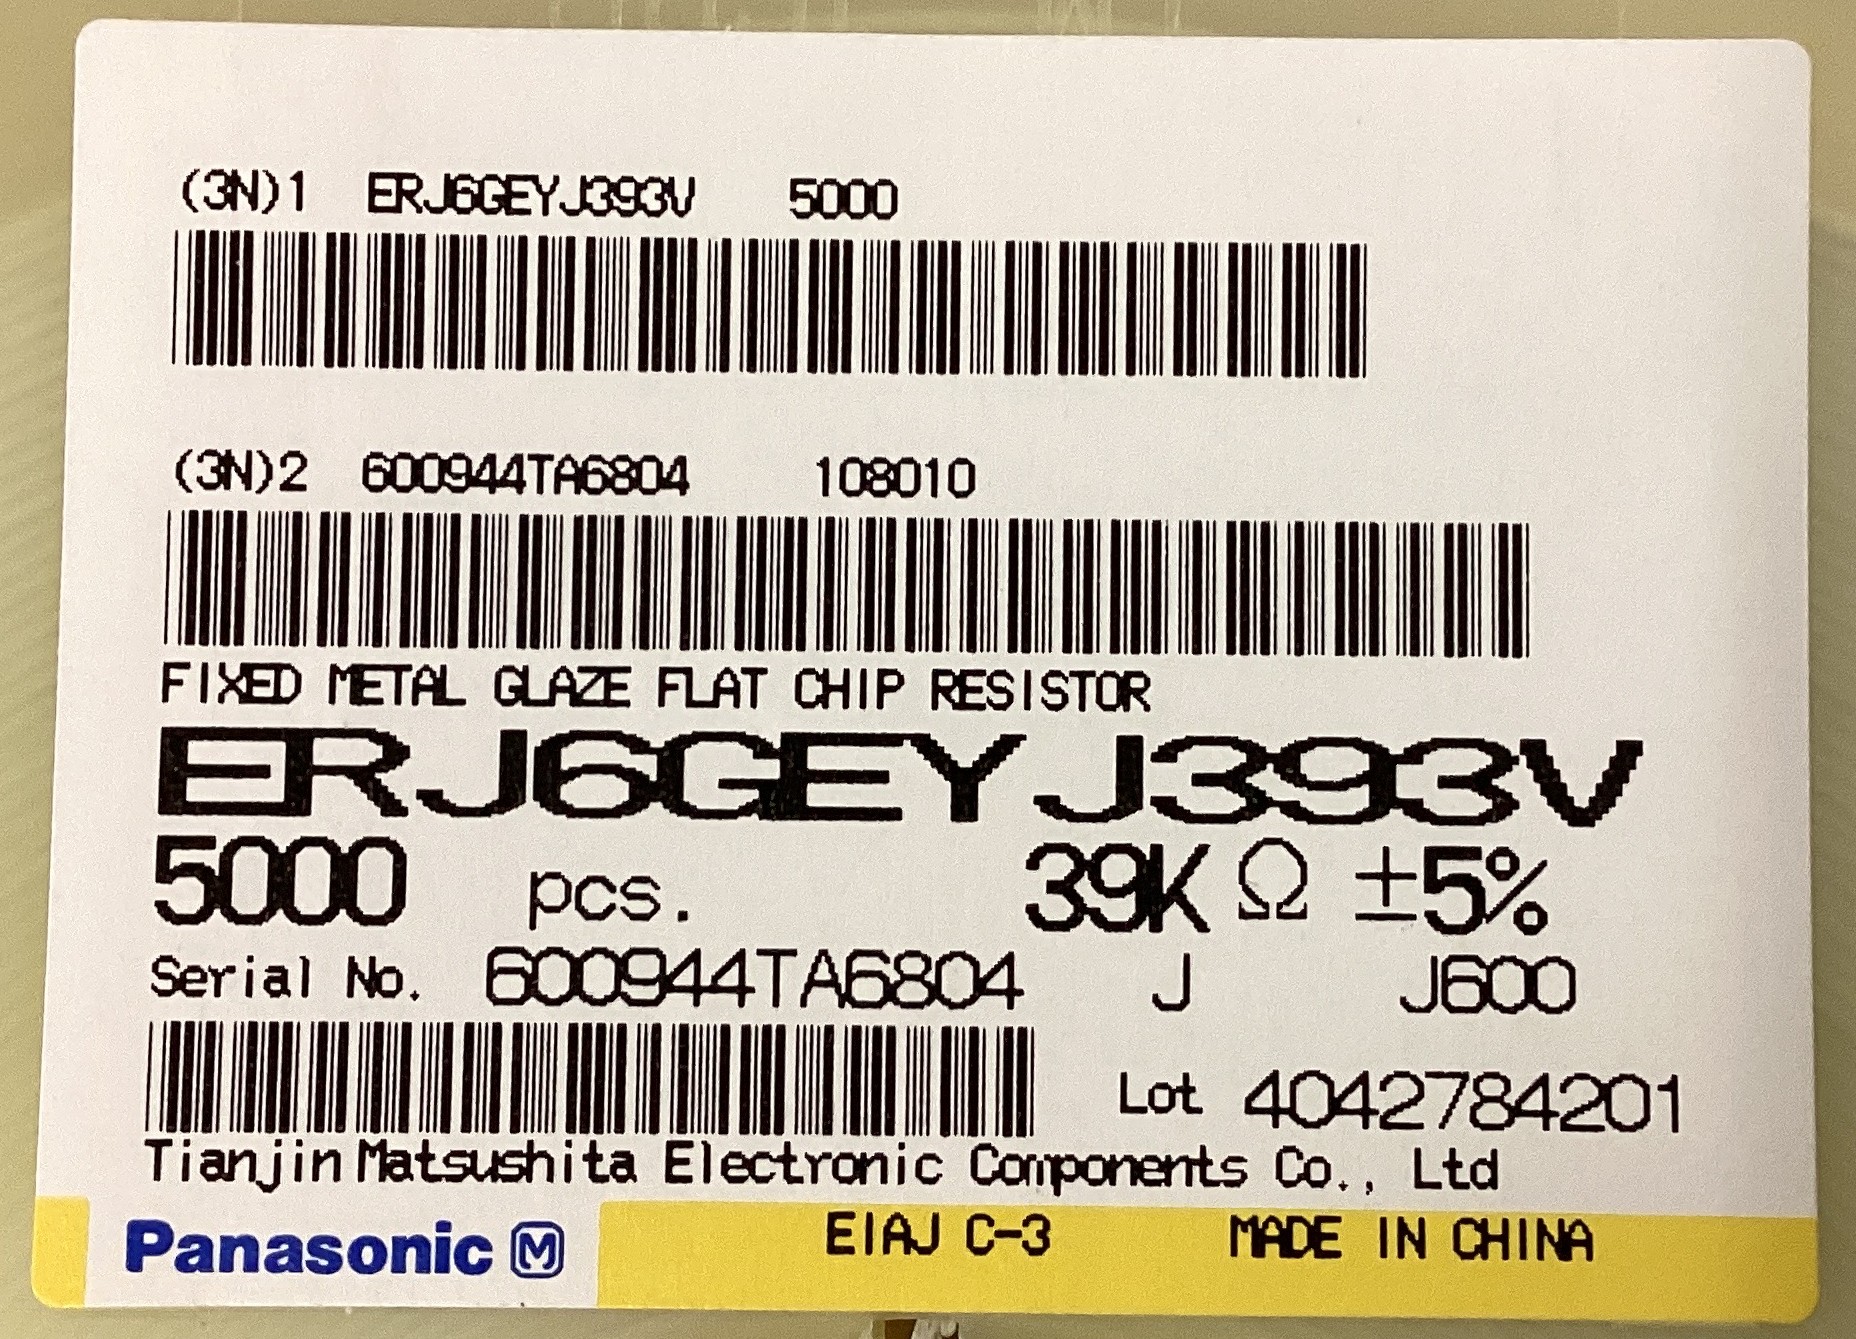 (3N)1 ERJ6GEYJ393V 5000
(3N)2 600944TA6804 108010
FIXED METAL GLAZE FLAT CHIP RESISTOR
ERJ6GEYJ393V
5000 pcs. 39KΩ ±5%
Serial No. 600944TA6804 J J600
Lot 4042784201
Tianjin Matsushita Electronic Components Co., Ltd
Panasonic M EIAJ C-3 MADE IN CHINA